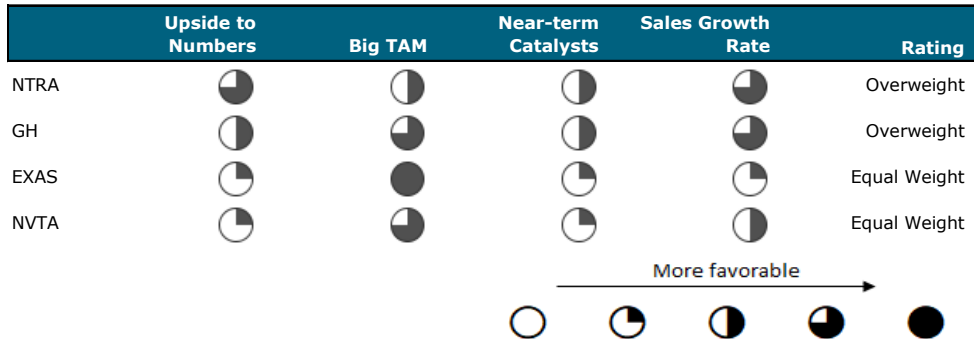 Upside to Numbers Big TAM Near-term Catalysts Sales Growth Rate Rating
NTRA Overweight
GH Overweight
EXAS Equal Weight
NVTA Equal Weight
More favorable